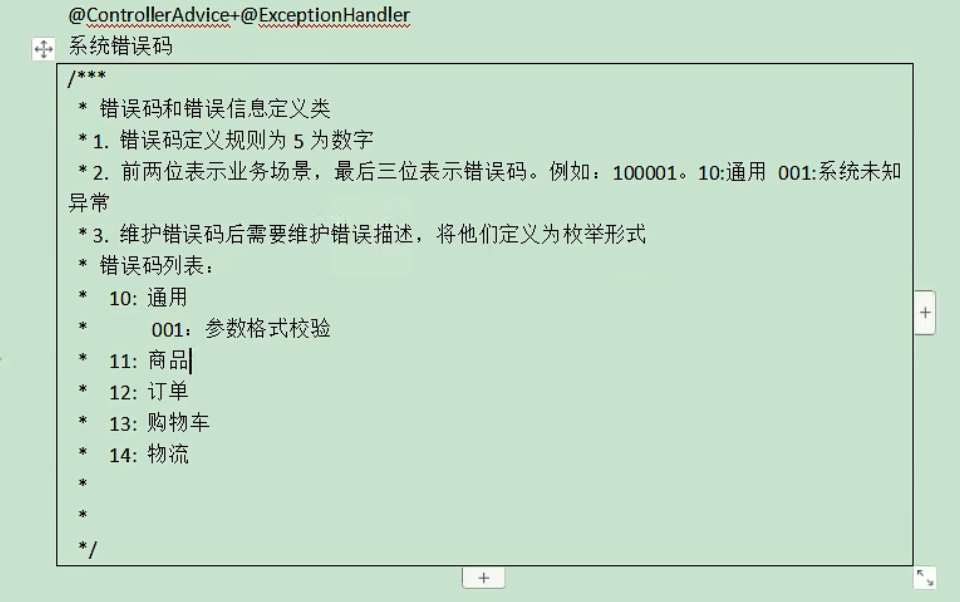 @ControllerAdvice+@ExceptionHandler
系统错误码
/***
* 错误码和错误信息定义类
* 1. 错误码定义规则为 5 为数字
* 2. 前两位表示业务场景，最后三位表示错误码。例如：100001。10:通用 001:系统未知
异常
* 3. 维护错误码后需要维护错误描述，将他们定义为枚举形式
* 错误码列表：
* 10: 通用
* 001：参数格式校验
* 11: 商品
* 12: 订单
* 13: 购物车
* 14: 物流
*
*
*/